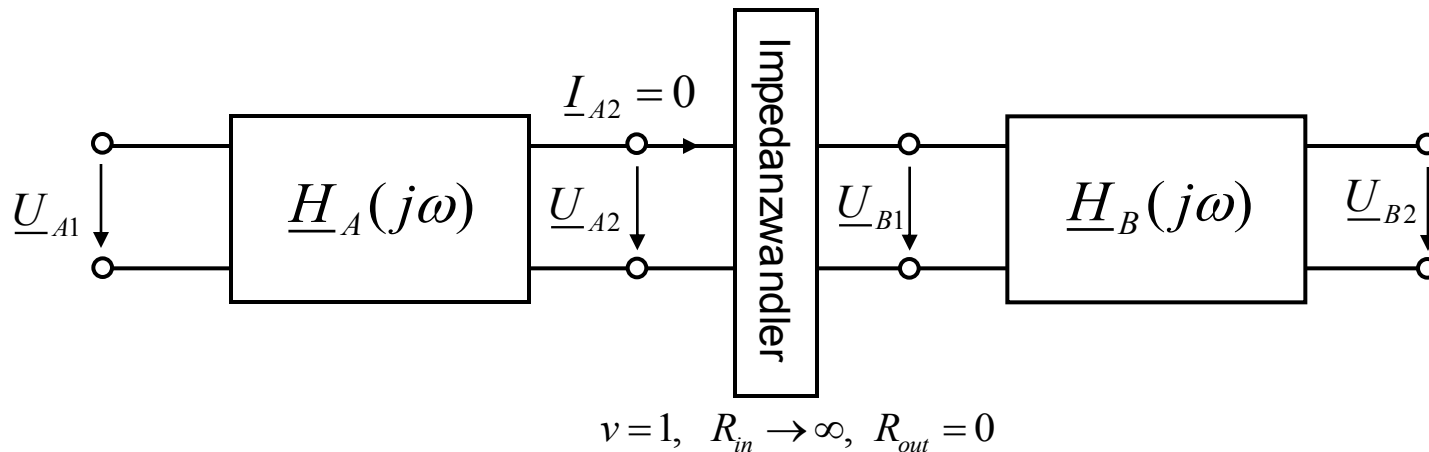 I_A2 = 0
Impedanzwandler
U_A1
H_A(jω)
U_A2
U_B1
H_B(jω)
U_B2
v = 1, R_in → ∞, R_out = 0